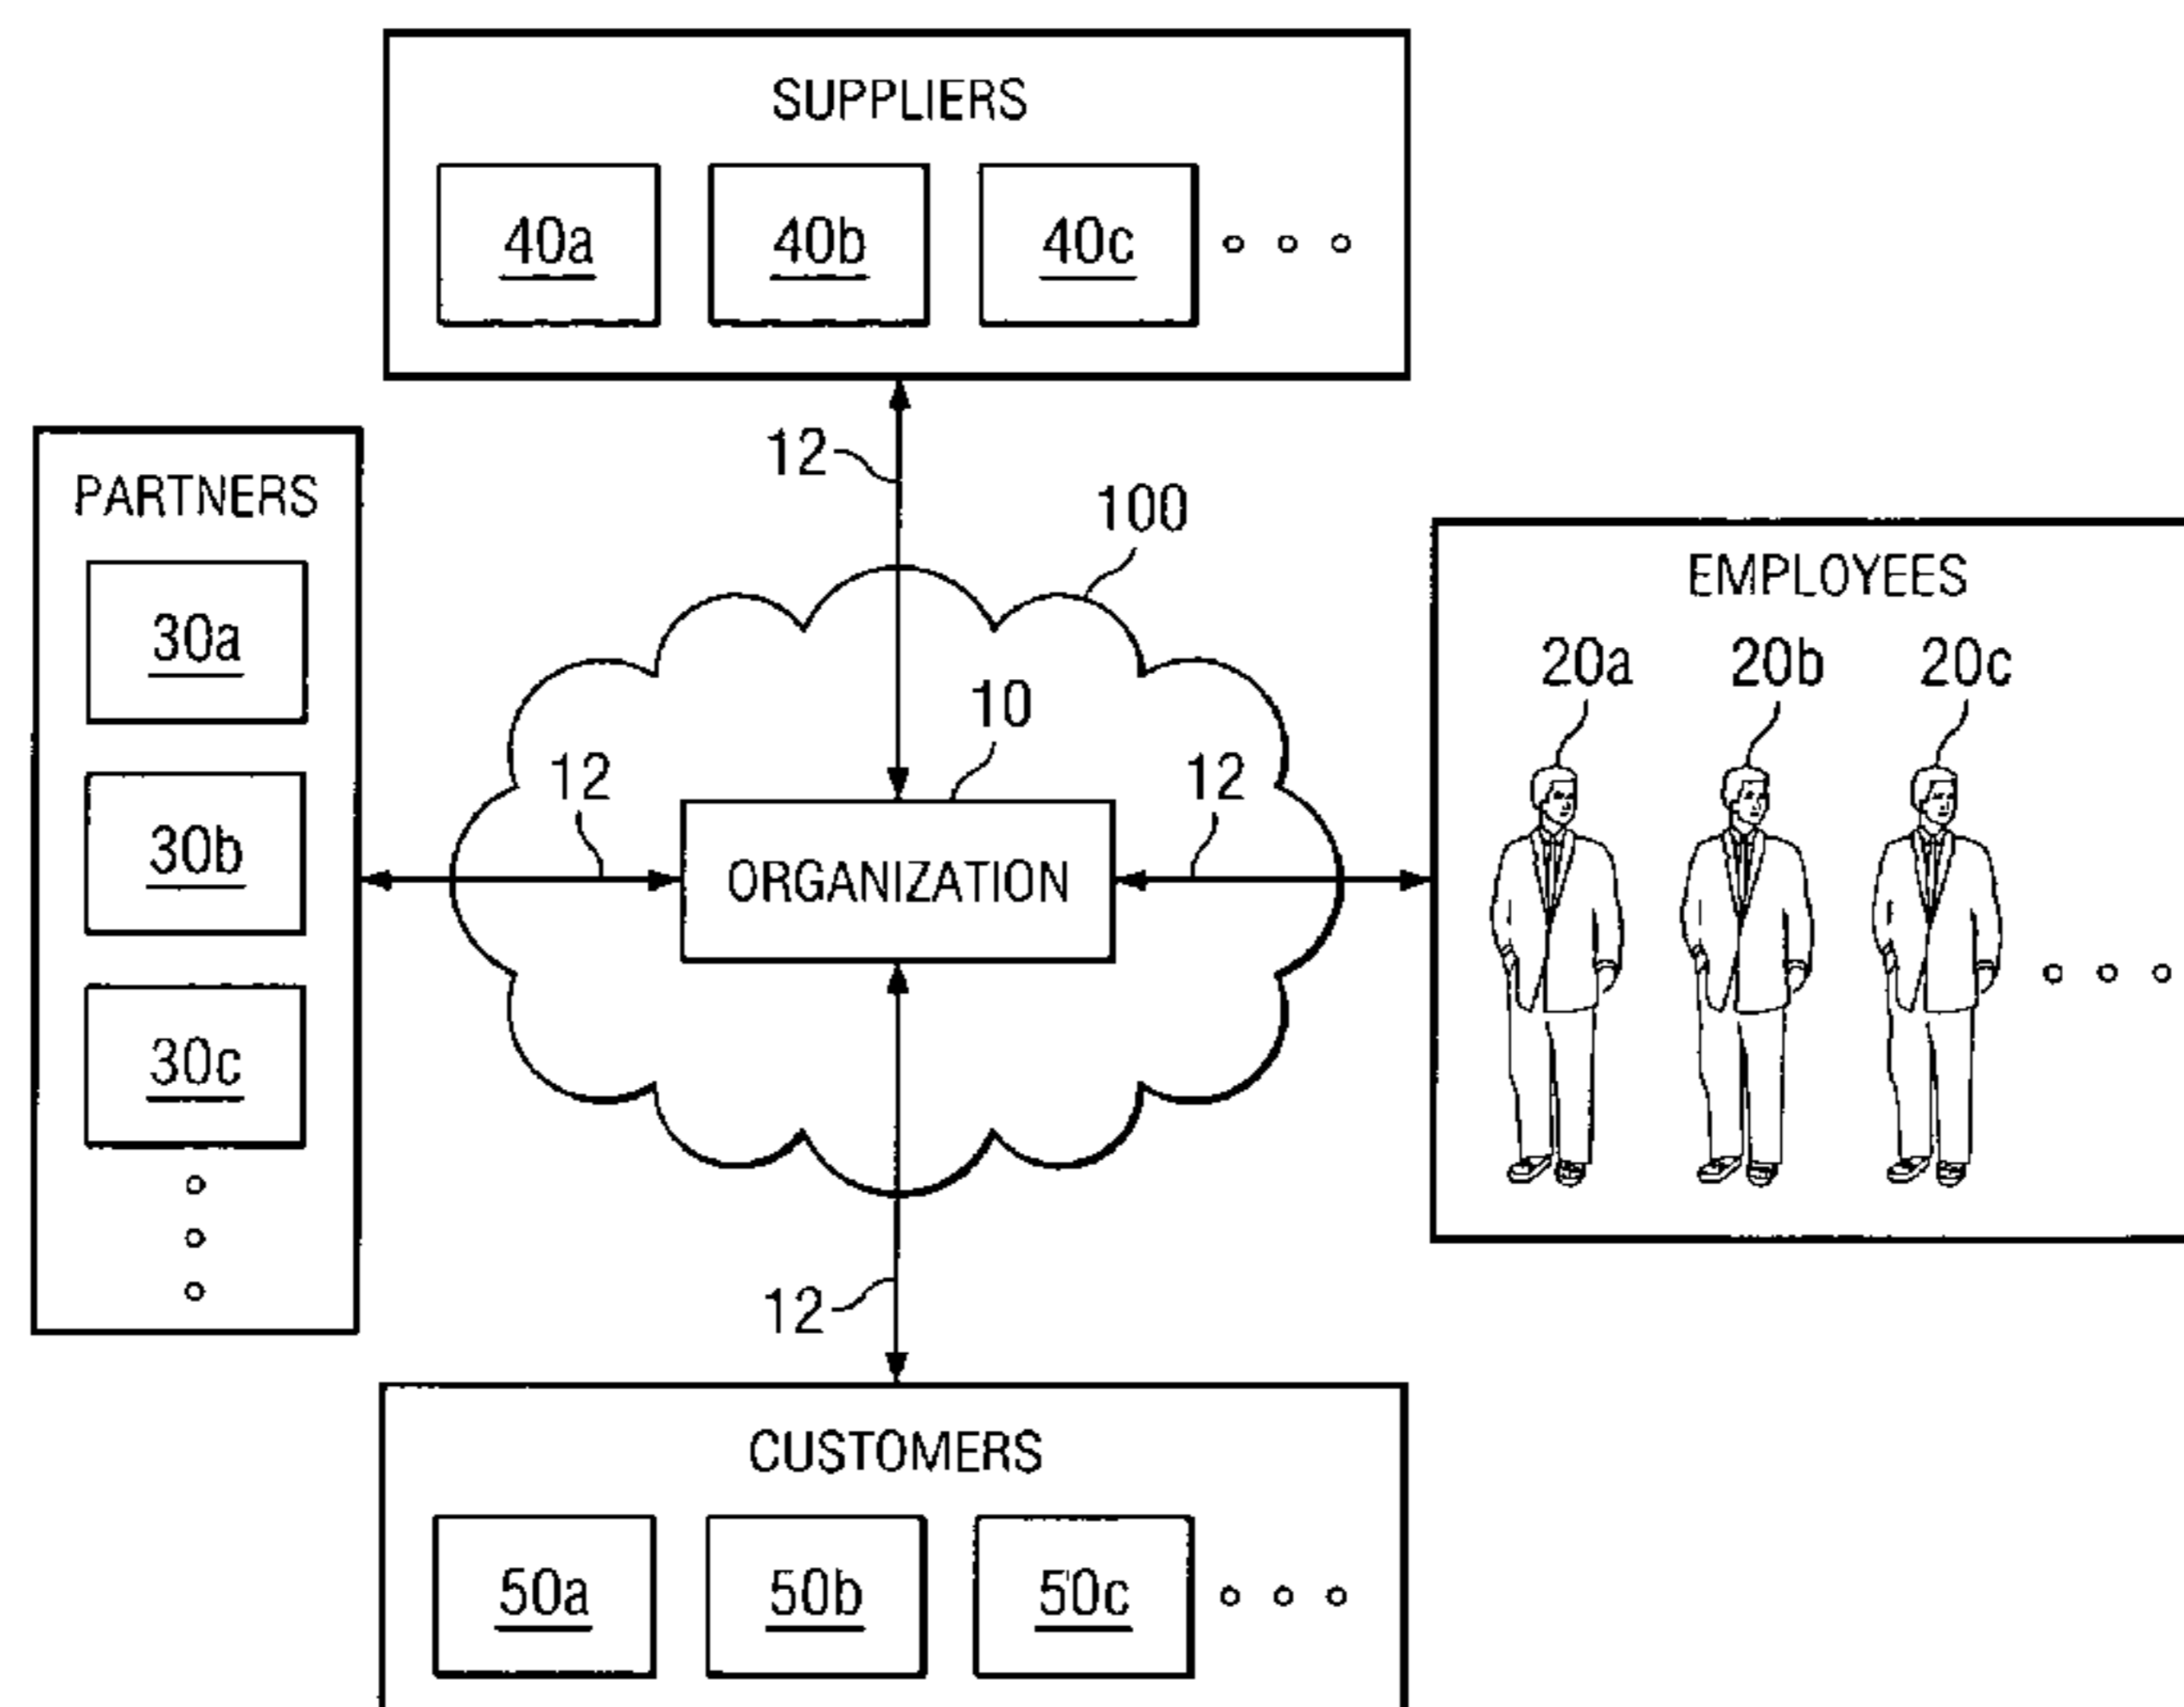 SUPPLIERS
40a 40b 40c
12
PARTNERS
100
30a
EMPLOYEES
20a 20b 20c
10
12
12
30b
ORGANIZATION
30c
12
CUSTOMERS
50a 50b 50c